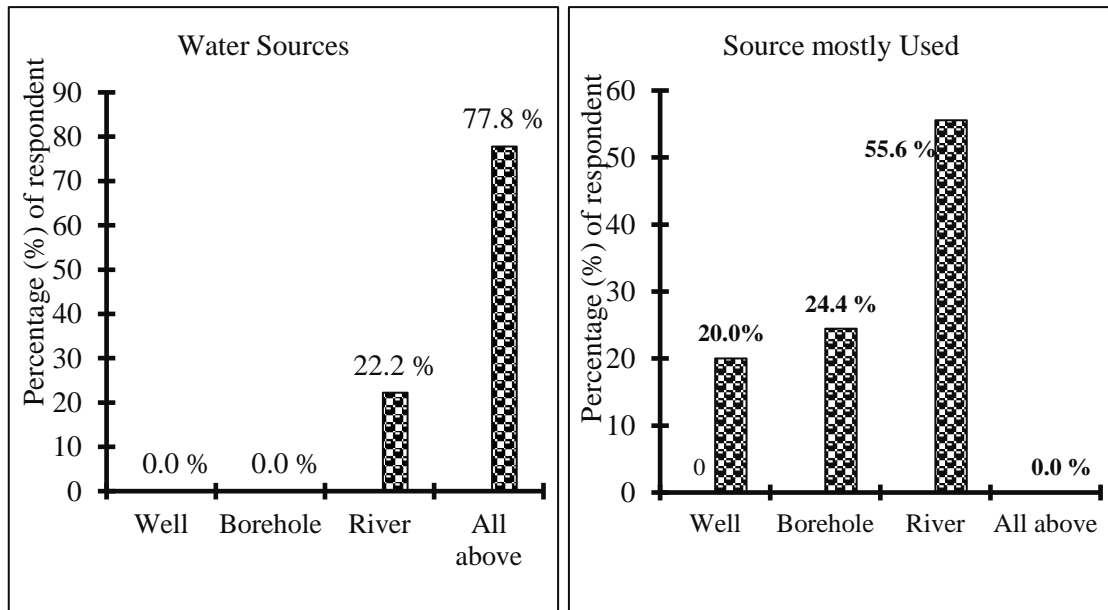 Water Sources
Percentage (%) of respondent
90
80
70
60
50
40
30
20
10
0
77.8 %
22.2 %
0.0 %
0.0 %
Well
Borehole
River
All
above
Source mostly Used
Percentage (%) of respondent
60
50
40
30
20
10
0
55.6 %
24.4 %
20.0%
0
0.0 %
Well
Borehole
River
All above